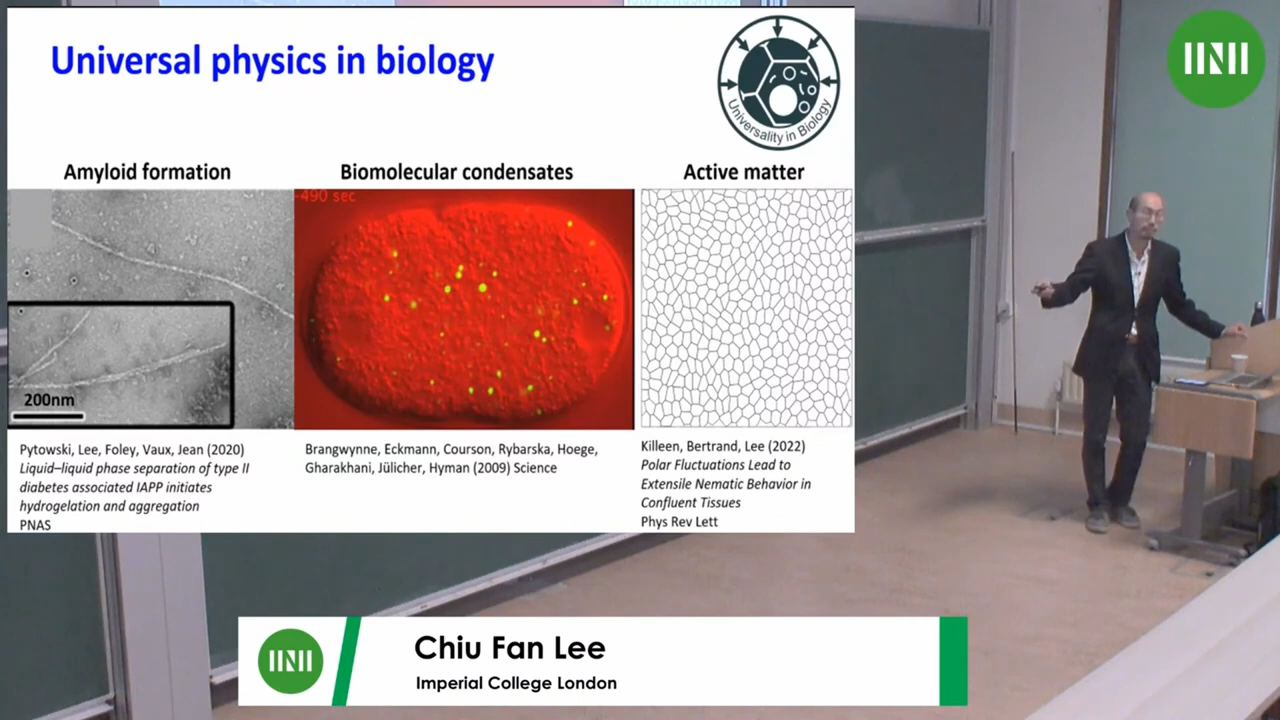 Universal physics in biology
Universality in Biology
Amyloid formation
Biomolecular condensates
Active matter
-490 sec
200nm
Pytowski, Lee, Foley, Vaux, Jean (2020)
Liquid–liquid phase separation of type II
diabetes associated IAPP initiates
hydrogelation and aggregation
PNAS
Brangwynne, Eckmann, Courson, Rybarska, Hoege,
Gharakhani, Jülicher, Hyman (2009) Science
Killeen, Bertrand, Lee (2022)
Polar Fluctuations Lead to
Extensile Nematic Behavior in
Confluent Tissues
Phys Rev Lett
INI
INI
Chiu Fan Lee
Imperial College London